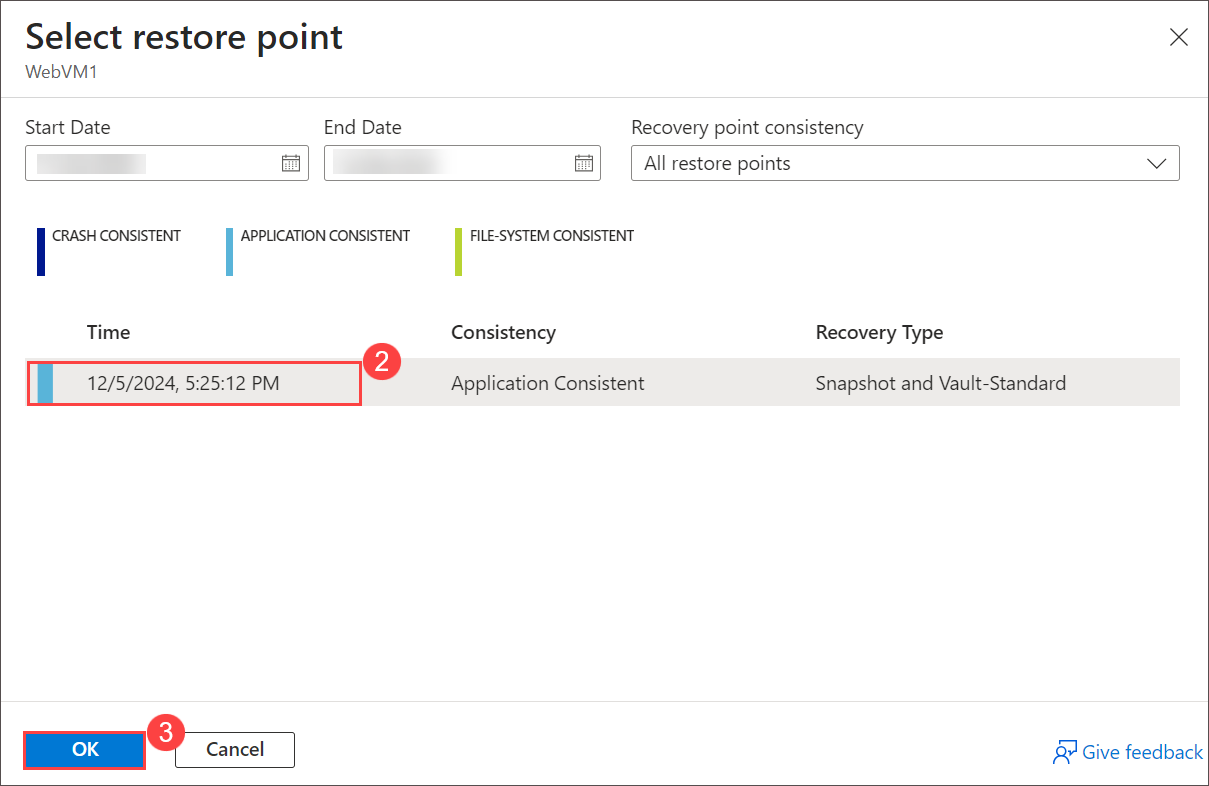 Select restore point
WebVM1
Start Date End Date Recovery point consistency
All restore points
CRASH CONSISTENT APPLICATION CONSISTENT FILE-SYSTEM CONSISTENT
Time Consistency Recovery Type
2
12/5/2024, 5:25:12 PM Application Consistent Snapshot and Vault-Standard
3
OK Cancel Give feedback